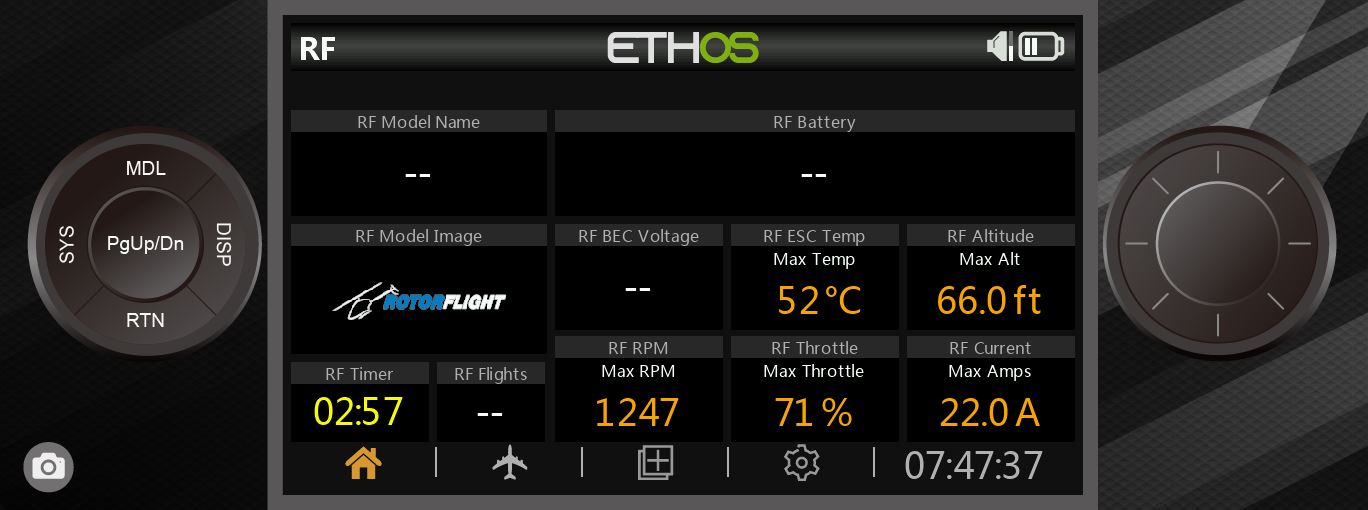 RF
ETHOS
RF Model Name
RF Battery
--
--
MDL
SYS
PgUp/Dn
DISP
RTN
RF Model Image
RF BEC Voltage
RF ESC Temp
RF Altitude
Max Temp
Max Alt
ROTORFLIGHT
--
52°C
66.0 ft
RF RPM
RF Throttle
RF Current
RF Timer
RF Flights
Max RPM
Max Throttle
Max Amps
02:57
--
1247
71 %
22.0 A
07:47:37